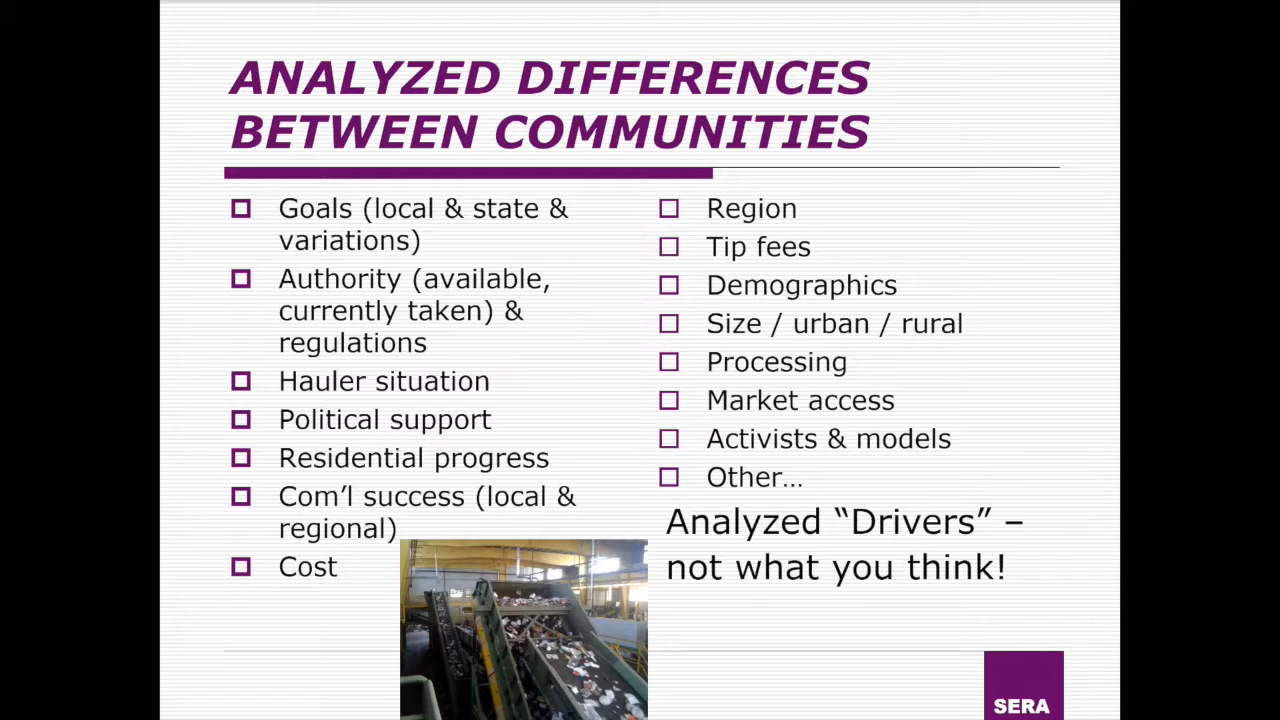 ANALYZED DIFFERENCES
BETWEEN COMMUNITIES
Goals (local & state &
variations)
Authority (available,
currently taken) &
regulations
Hauler situation
Political support
Residential progress
Com’l success (local &
regional)
Cost
Region
Tip fees
Demographics
Size / urban / rural
Processing
Market access
Activists & models
Other…
Analyzed “Drivers” –
not what you think!
SERA